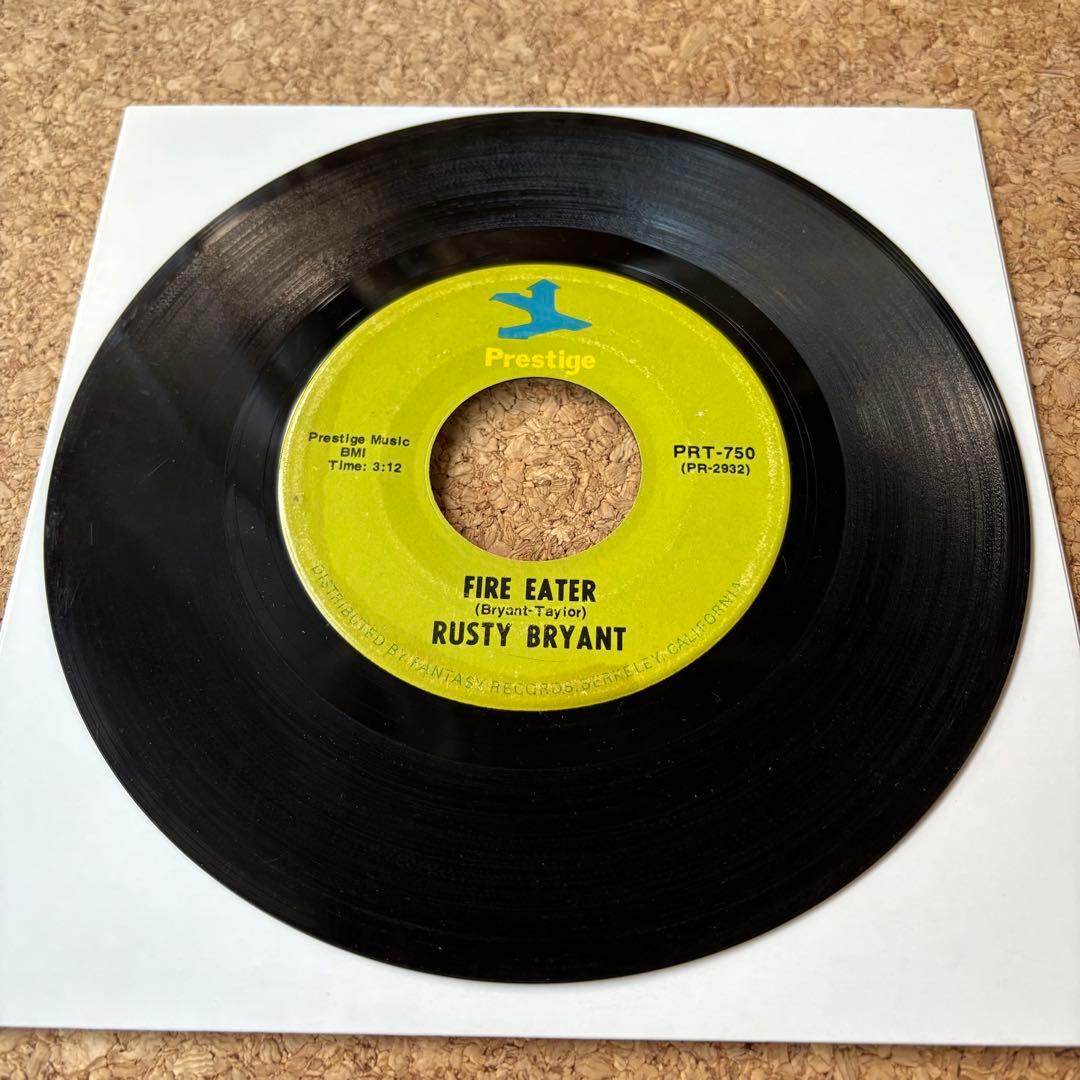 Prestige
Prestige Music
BMI
Time: 3:12
PRT-750
(PR-2932)
FIRE EATER
(Bryant-Taylor)
RUSTY BRYANT
DISTRIBUTED BY FANTASY RECORDS, BERKELEY, CALIFORNIA